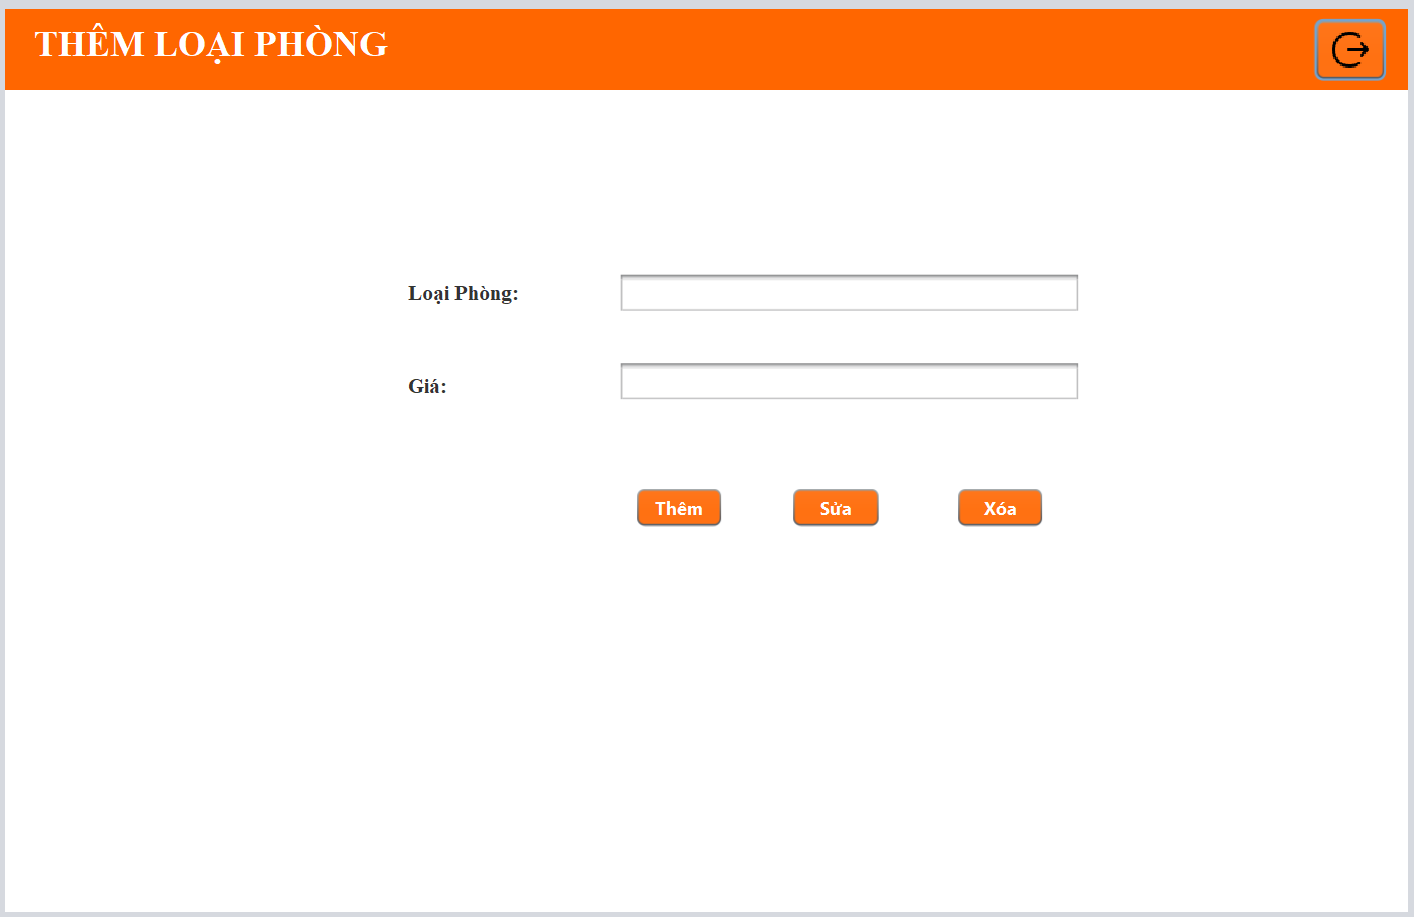 THÊM LOẠI PHÒNG
Loại Phòng:
Giá:
Thêm Sửa Xóa